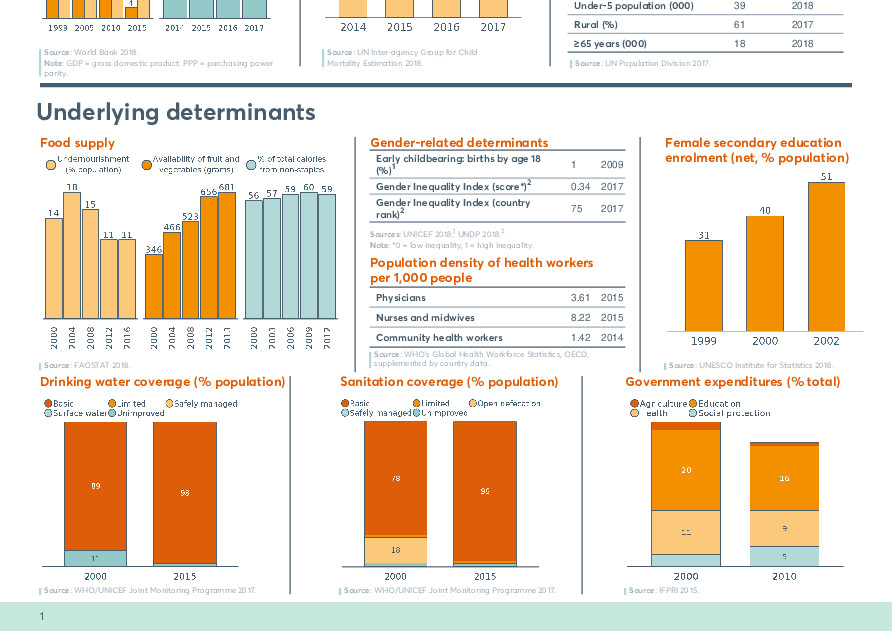 4
1999 2005 2010 2015
2014 2015 2016 2017
Source: World Bank 2018.
Note: GDP = gross domestic product. PPP = purchasing power
parity.
2014 2015 2016 2017
Source: UN Inter-agency Group for Child
Mortality Estimation 2018.
Under-5 population (000) 39 2018
Rural (%) 61 2017
≥65 years (000) 18 2018
Source: UN Population Division 2017.
Underlying determinants
Food supply
Undernourishment
(% population)
Availability of fruit and
vegetables (grams)
% of total calories
from non-staples
14 18 15 11 11
346 466 523 656 681
56 57 59 60 59
2000 2004 2008 2012 2016
2000 2004 2008 2012 2013
2000 2003 2006 2009 2012
Source: FAOSTAT 2018.
Gender-related determinants
Early childbearing: births by age 18
(%)¹ 1 2009
Gender Inequality Index (score*)² 0.34 2017
Gender Inequality Index (country
rank)² 75 2017
Sources: UNICEF 2018,¹ UNDP 2018.²
Note: *0 = low inequality, 1 = high inequality.
Population density of health workers
per 1,000 people
Physicians 3.61 2015
Nurses and midwives 8.22 2015
Community health workers 1.42 2014
Source: WHO's Global Health Workforce Statistics, OECD,
supplemented by country data.
Female secondary education
enrolment (net, % population)
31 40 51
1999 2000 2002
Source: UNESCO Institute for Statistics 2018.
Drinking water coverage (% population)
Basic Limited Safely managed
Surface water Unimproved
89 98
11
2000 2015
Source: WHO/UNICEF Joint Monitoring Programme 2017.
Sanitation coverage (% population)
Basic Limited Open defecation
Safely managed Unimproved
78
18
2000 2015
Source: WHO/UNICEF Joint Monitoring Programme 2017.
Government expenditures (% total)
Agriculture Education
Health Social protection
20 16
11 9
5
2000 2010
Source: IFPRI 2015.
1